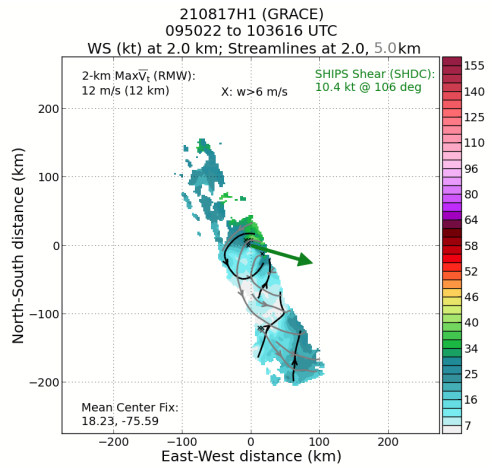 210817H1 (GRACE)
095022 to 103616 UTC
WS (kt) at 2.0 km; Streamlines at 2.0, 5.0km
2-km MaxV̅t (RMW):
12 m/s (12 km)
X: w>6 m/s
SHIPS Shear (SHDC):
10.4 kt @ 106 deg
North-South distance (km)
200
100
0
−100
−200
Mean Center Fix:
18.23, -75.59
−200 −100 0 100 200
East-West distance (km)
155
140
125
110
96
80
64
58
52
46
40
34
28
22
16
7